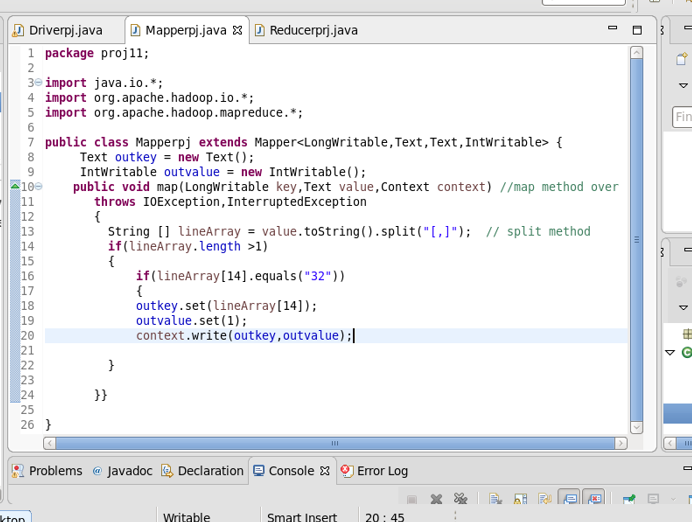 Driverpj.java
Mapperpj.java
Reducerprj.java
1 package proj11;
2
3 import java.io.*;
4 import org.apache.hadoop.io.*;
5 import org.apache.hadoop.mapreduce.*;
6
7 public class Mapperpj extends Mapper<LongWritable,Text,Text,IntWritable> {
8 Text outkey = new Text();
9 IntWritable outvalue = new IntWritable();
10 public void map(LongWritable key,Text value,Context context) //map method over
11 throws IOException,InterruptedException
12 {
13 String [] lineArray = value.toString().split("[,]"); // split method
14 if(lineArray.length >1)
15 {
16 if(lineArray[14].equals("32"))
17 {
18 outkey.set(lineArray[14]);
19 outvalue.set(1);
20 context.write(outkey,outvalue);
21
22 }
23
24 }}
25
26 }
Fin
Problems @ Javadoc Declaration Console Error Log
ktop
Writable
Smart Insert
20 : 45